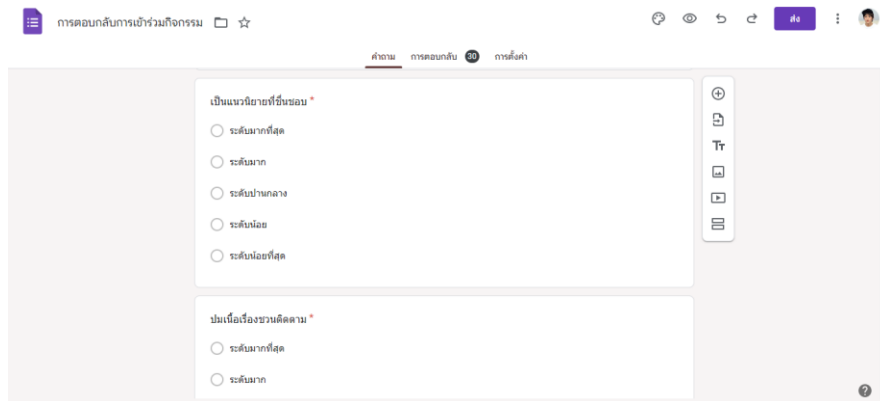 การตอบกลับการเข้าร่วมกิจกรรม
ส่ง
คำถาม การตอบกลับ 30 การตั้งค่า
เป็นแนวนิยายที่ชื่นชอบ *
ระดับมากที่สุด
ระดับมาก
ระดับปานกลาง
ระดับน้อย
ระดับน้อยที่สุด
Tт
ปมเนื้อเรื่องชวนติดตาม *
ระดับมากที่สุด
ระดับมาก